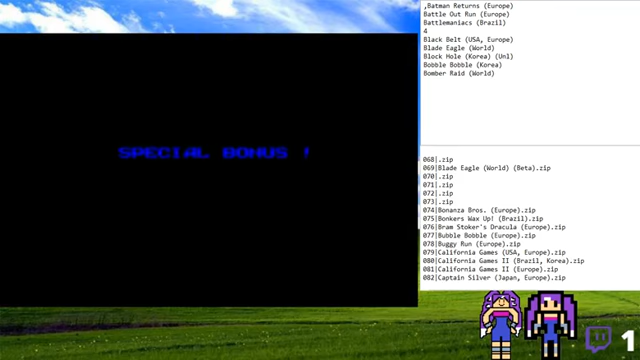 ,Batman Returns (Europe)
Battle Out Run (Europe)
Battlemaniacs (Brazil)
4
Black Belt (USA, Europe)
Blade Eagle (World)
Block Hole (Korea) (Unl)
Bobble Bobble (Korea)
Bomber Raid (World)
SPECIAL BONUS !
068|.zip
069|Blade Eagle (World) (Beta).zip
070|.zip
071|.zip
072|.zip
073|.zip
074|Bonanza Bros. (Europe).zip
075|Bonkers Wax Up! (Brazil).zip
076|Bram Stoker's Dracula (Europe).zip
077|Bubble Bobble (Europe).zip
078|Buggy Run (Europe).zip
079|California Games (USA, Europe).zip
080|California Games II (Brazil, Korea).zip
081|California Games II (Europe).zip
082|Captain Silver (Japan, Europe).zip
1